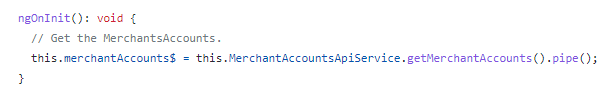 ngOnInit(): void {
// Get the MerchantsAccounts.
this.merchantAccounts$ = this.MerchantAccountsApiService.getMerchantAccounts().pipe();
}